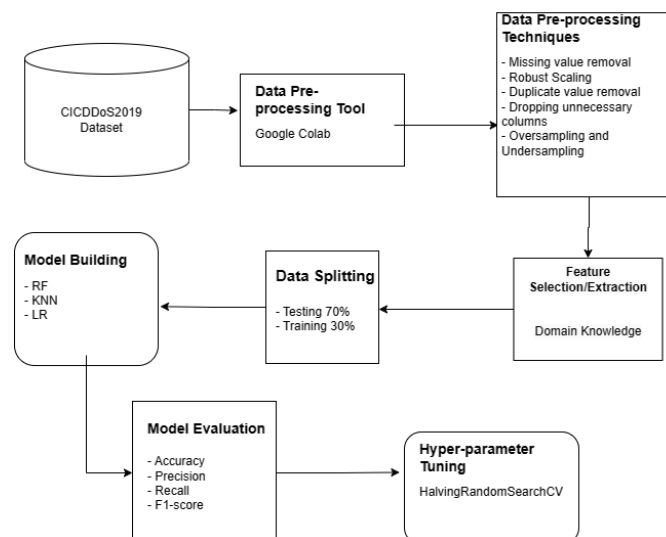 CICDDoS2019
Dataset
Data Pre-
processing Tool
Google Colab
Data Pre-processing
Techniques
- Missing value removal
- Robust Scaling
- Duplicate value removal
- Dropping unnecessary
columns
- Oversampling and
Undersampling
Feature
Selection/Extraction
Domain Knowledge
Data Splitting
- Testing 70%
- Training 30%
Model Building
- RF
- KNN
- LR
Model Evaluation
- Accuracy
- Precision
- Recall
- F1-score
Hyper-parameter
Tuning
HalvingRandomSearchCV